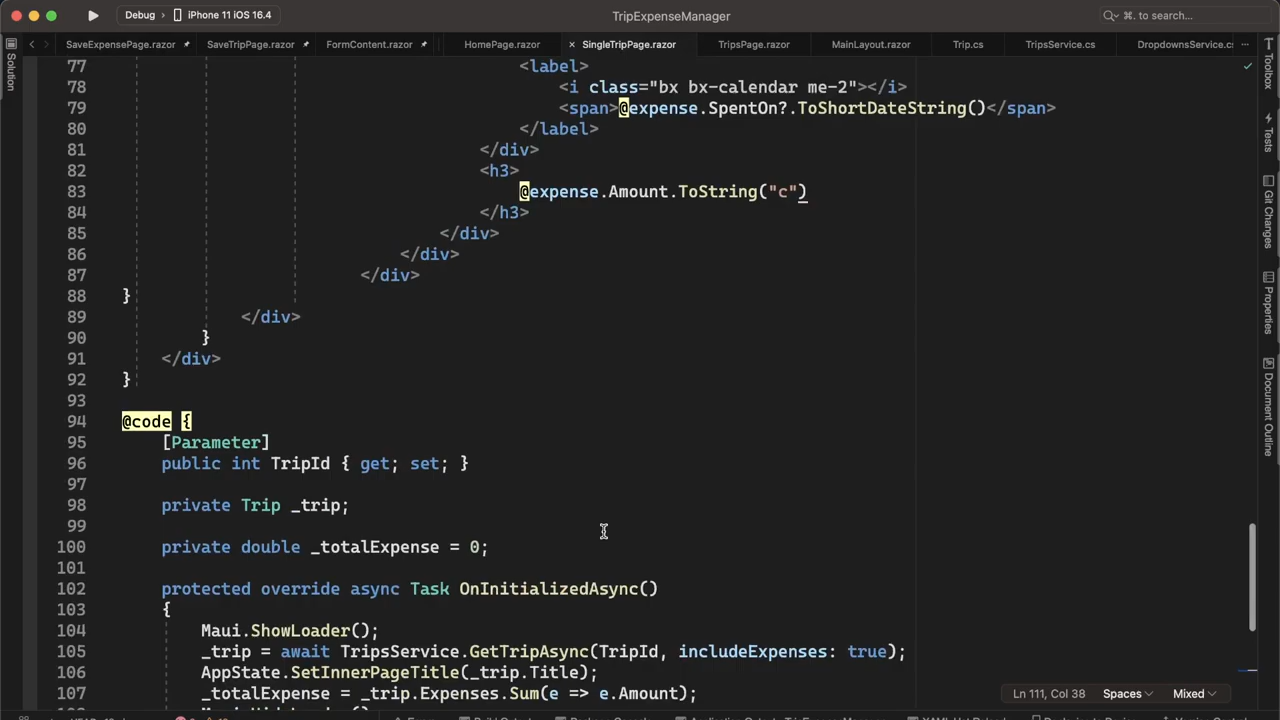 Debug › iPhone 11 iOS 16.4
TripExpenseManager
⌘. to search...
SaveExpensePage.razor
SaveTripPage.razor
FormContent.razor
HomePage.razor
× SingleTripPage.razor
TripsPage.razor
MainLayout.razor
Trip.cs
TripsService.cs
DropdownsService.cs
Solution
Toolbox
Tests
Git Changes
Properties
Document Outline
77 <label>
78 <i class="bx bx-calendar me-2"></i>
79 <span>@expense.SpentOn?.ToShortDateString()</span>
80 </label>
81 </div>
82 <h3>
83 @expense.Amount.ToString("c")
84 </h3>
85 </div>
86 </div>
87 </div>
88 }
89 </div>
90 }
91 </div>
92 }
93
94 @code {
95 [Parameter]
96 public int TripId { get; set; }
97
98 private Trip _trip;
99
100 private double _totalExpense = 0;
101
102 protected override async Task OnInitializedAsync()
103 {
104 Maui.ShowLoader();
105 _trip = await TripsService.GetTripAsync(TripId, includeExpenses: true);
106 AppState.SetInnerPageTitle(_trip.Title);
107 _totalExpense = _trip.Expenses.Sum(e => e.Amount);
Ln 111, Col 38 Spaces Mixed